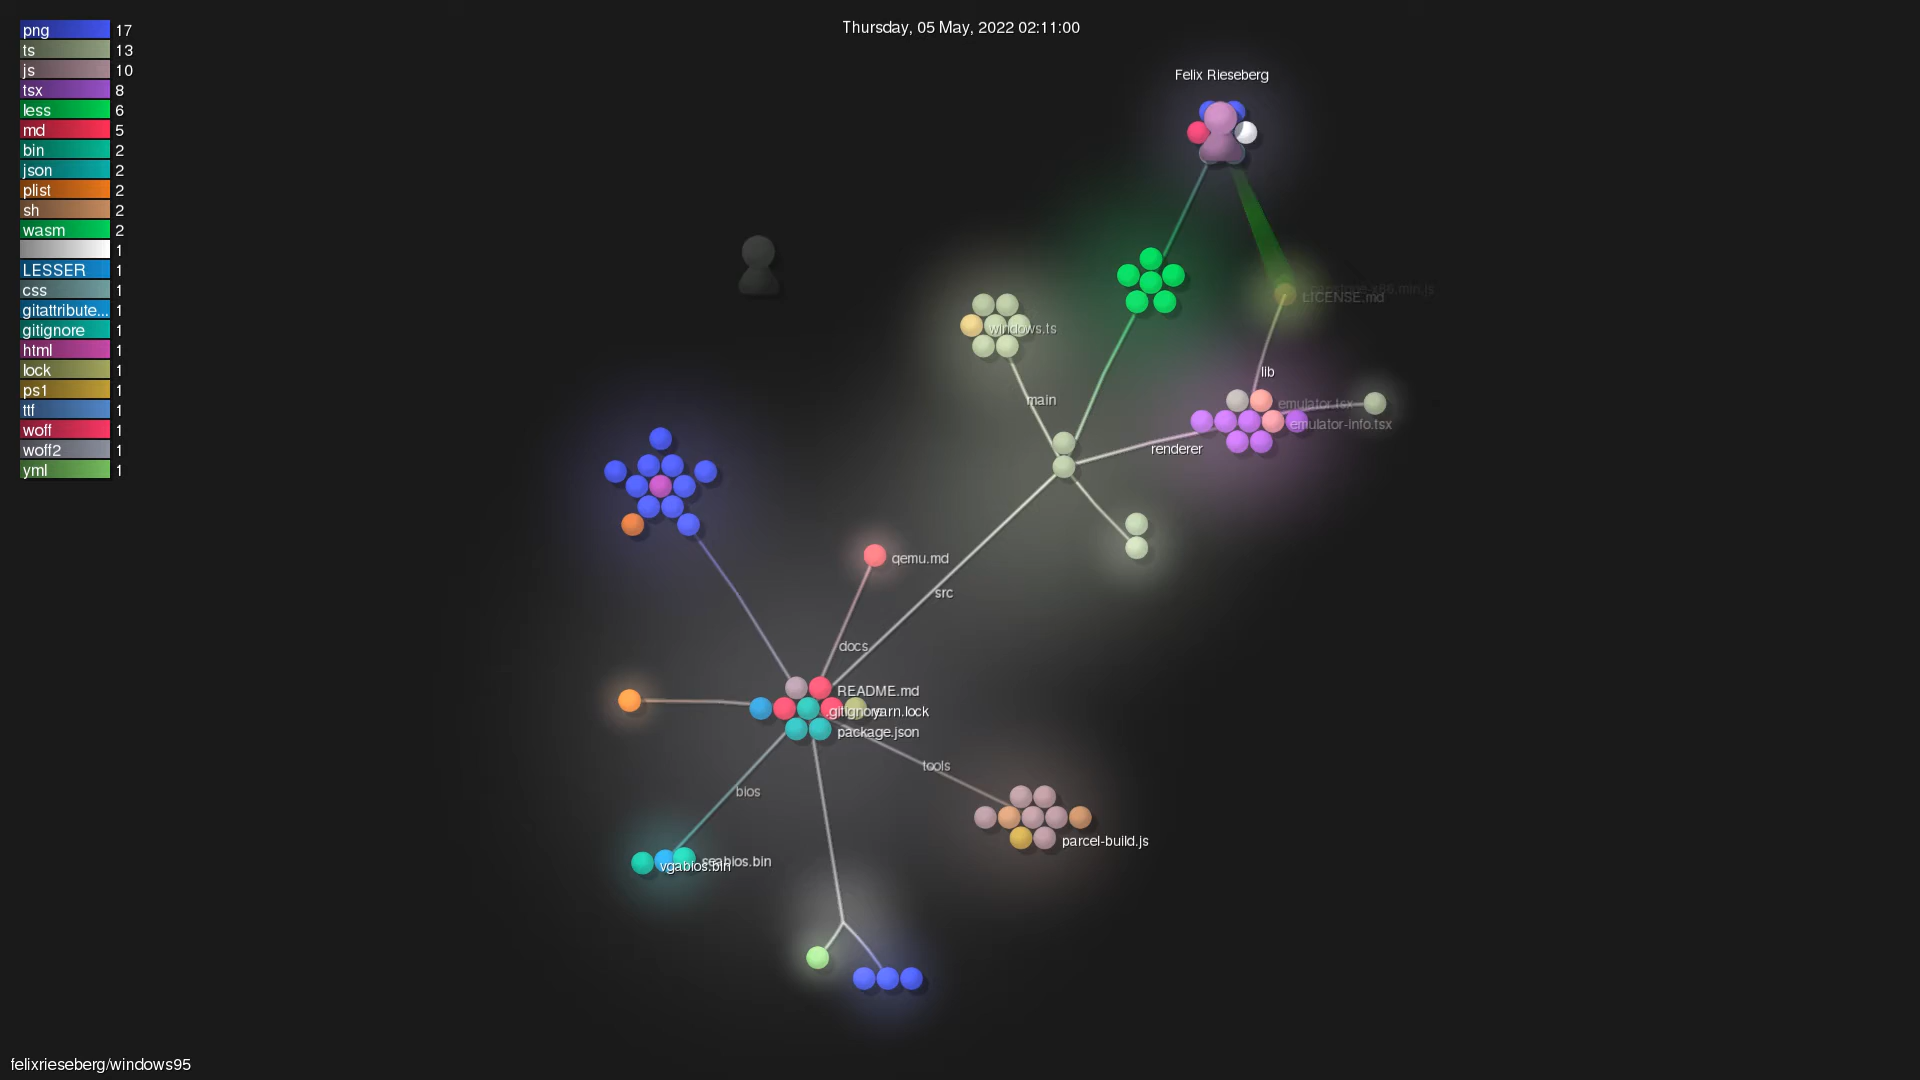 Thursday, 05 May, 2022 02:11:00
png 17
ts 13
js 10
tsx 8
less 6
md 5
bin 2
json 2
plist 2
sh 2
wasm 2
1
LESSER 1
css 1
gitattribute... 1
gitignore 1
html 1
lock 1
ps1 1
ttf 1
woff 1
woff2 1
yml 1
Felix Rieseberg
LICENSE.md
windows.ts
lib
main
emulator.tsx
emulator-info.tsx
renderer
qemu.md
src
docs
README.md
.gitignore
yarn.lock
package.json
tools
bios
parcel-build.js
seabios.bin
vgabios.bin
felixrieseberg/windows95